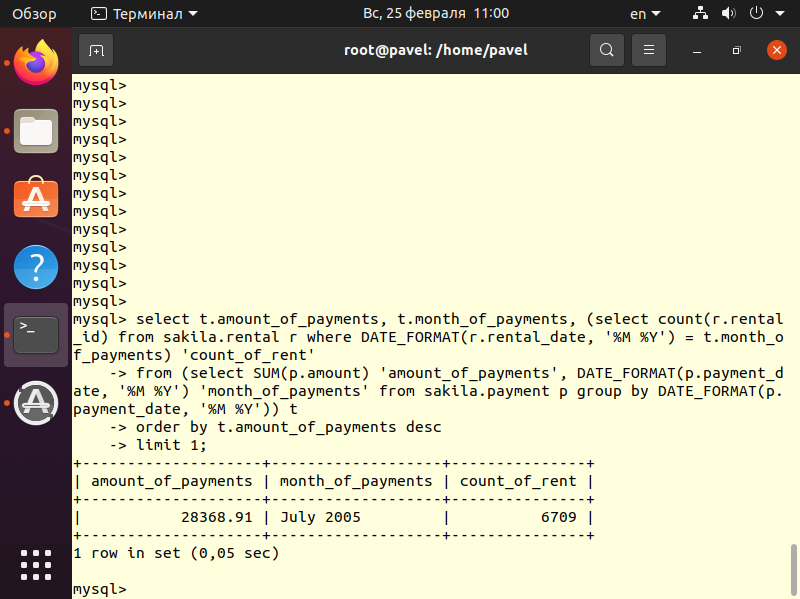 Обзор Терминал Вс, 25 февраля 11:00 en
root@pavel: /home/pavel
mysql>
mysql>
mysql>
mysql>
mysql>
mysql>
mysql>
mysql>
mysql>
mysql>
mysql>
mysql>
mysql>
mysql> select t.amount_of_payments, t.month_of_payments, (select count(r.rental
_id) from sakila.rental r where DATE_FORMAT(r.rental_date, '%M %Y') = t.month_o
f_payments) 'count_of_rent'
    -> from (select SUM(p.amount) 'amount_of_payments', DATE_FORMAT(p.payment_d
ate, '%M %Y') 'month_of_payments' from sakila.payment p group by DATE_FORMAT(p.
payment_date, '%M %Y')) t
    -> order by t.amount_of_payments desc
    -> limit 1;
+--------------------+-------------------+---------------+
| amount_of_payments | month_of_payments | count_of_rent |
+--------------------+-------------------+---------------+
|           28368.91 | July 2005         |          6709 |
+--------------------+-------------------+---------------+
1 row in set (0,05 sec)
mysql>